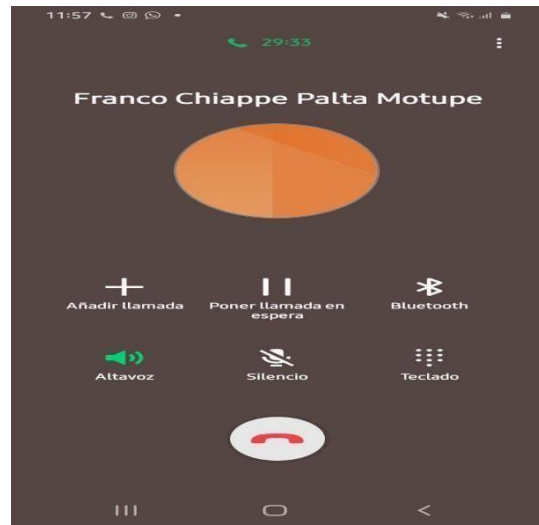 11:57
29:33
Franco Chiappe Palta Motupe
Añadir llamada
Poner llamada en
espera
Bluetooth
Altavoz
Silencio
Teclado